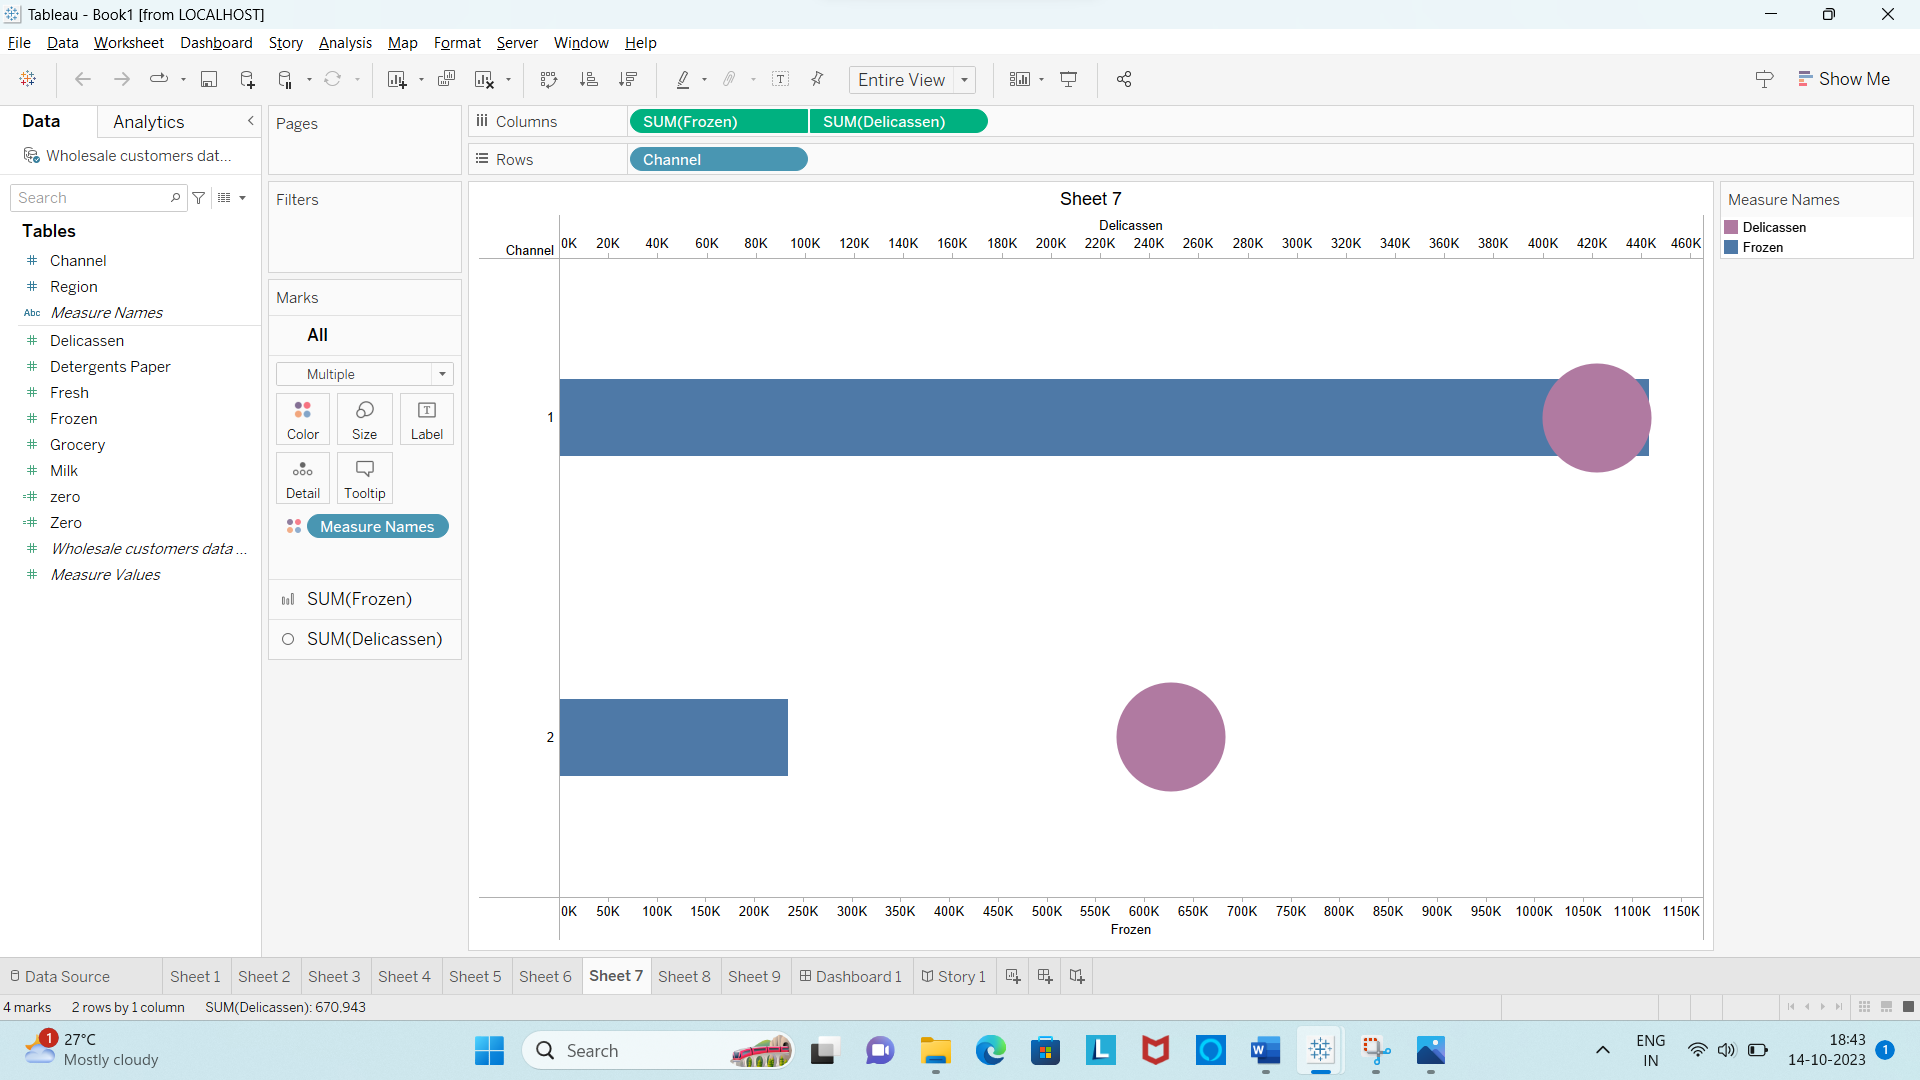 Tableau - Book1 [from LOCALHOST]
File Data Worksheet Dashboard Story Analysis Map Format Server Window Help
Entire View
Show Me
Data Analytics
Wholesale customers dat...
Search
Tables
Channel
Region
Abc Measure Names
Delicassen
Detergents Paper
Fresh
Frozen
Grocery
Milk
zero
Zero
Wholesale customers data ...
Measure Values
Pages
Filters
Marks
All
Multiple
Color Size Label
Detail Tooltip
Measure Names
SUM(Frozen)
SUM(Delicassen)
Columns SUM(Frozen) SUM(Delicassen)
Rows Channel
Sheet 7
Delicassen
Channel 0K 20K 40K 60K 80K 100K 120K 140K 160K 180K 200K 220K 240K 260K 280K 300K 320K 340K 360K 380K 400K 420K 440K 460K
1
2
0K 50K 100K 150K 200K 250K 300K 350K 400K 450K 500K 550K 600K 650K 700K 750K 800K 850K 900K 950K 1000K 1050K 1100K 1150K
Frozen
Measure Names
Delicassen
Frozen
Data Source Sheet 1 Sheet 2 Sheet 3 Sheet 4 Sheet 5 Sheet 6 Sheet 7 Sheet 8 Sheet 9 Dashboard 1 Story 1
4 marks 2 rows by 1 column SUM(Delicassen): 670,943
1
27°C
Mostly cloudy
Search
ENG
IN
18:43
14-10-2023
1